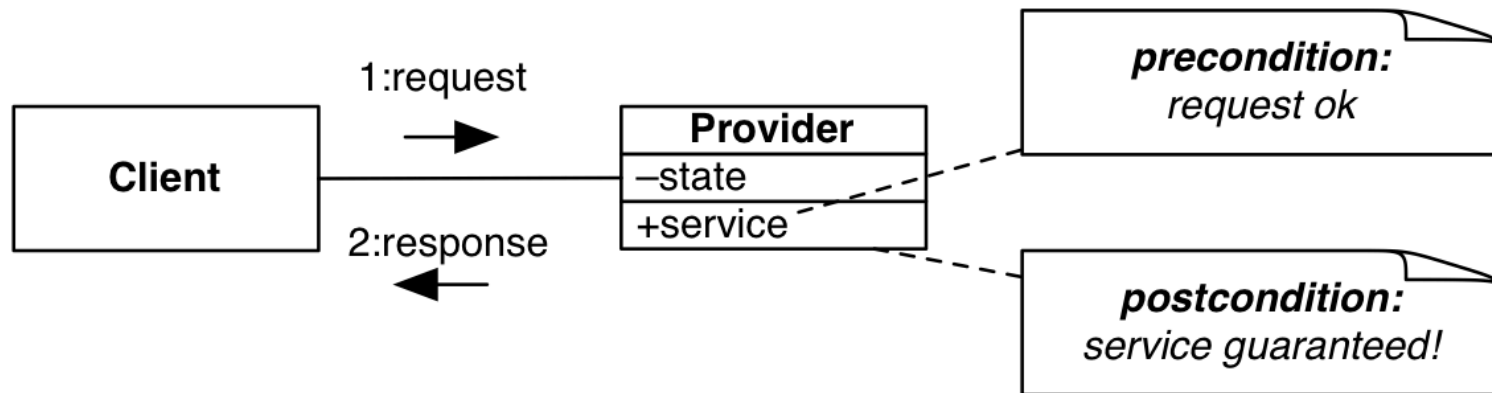 1:request
Client
2:response
Provider
–state
+service
precondition:
request ok
postcondition:
service guaranteed!